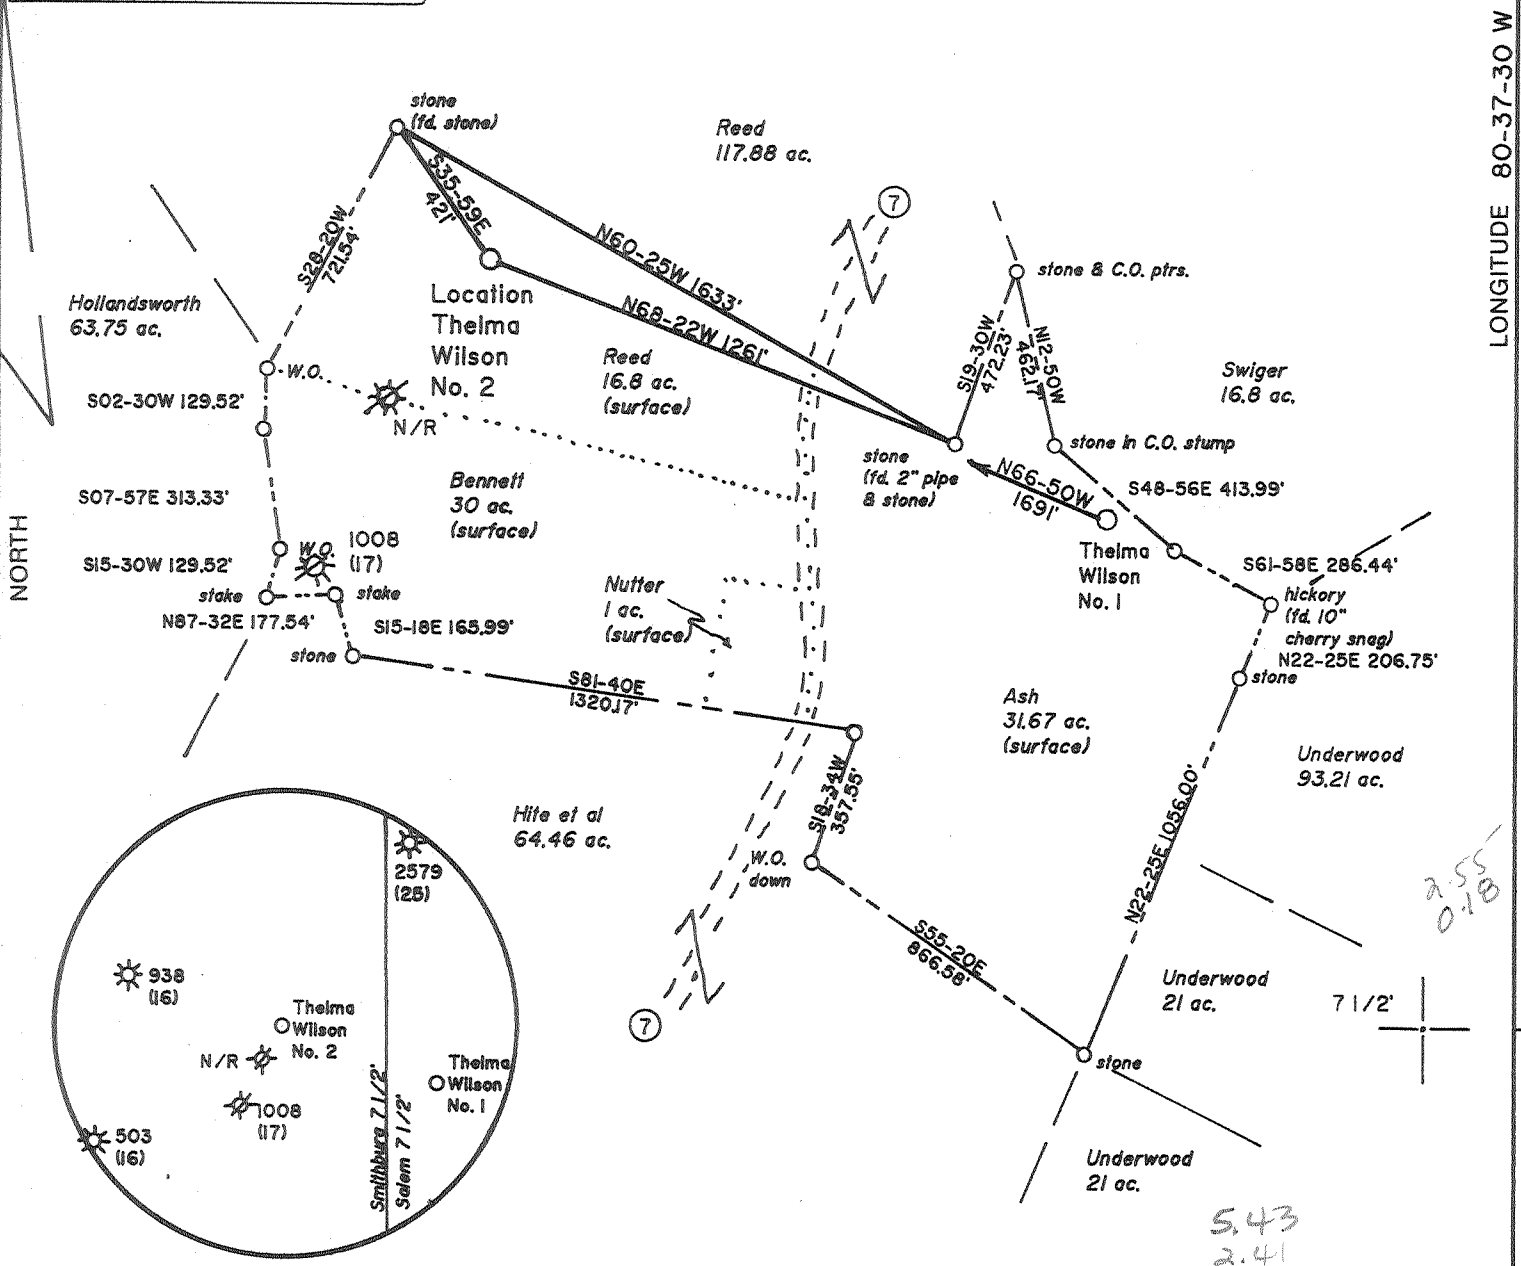 LONGITUDE 80-37-30 W
stone
(fd. stone)
Reed
117.88 ac.
7
S35-59E
421'
S28-20W
721.54'
N60-25W 1633'
stone & C.O. ptrs.
Hollandsworth
63.75 ac.
Location
Thelma
Wilson
No. 2
N68-22W 1261'
S19-30W
472.23'
N12-50W
462.17'
Reed
16.8 ac.
(surface)
Swiger
16.8 ac.
W.O.
S02-30W 129.52'
N/R
stone in C.O. stump
stone
(fd. 2" pipe
& stone)
N66-50W
1691'
S48-56E 413.99'
S07-57E 313.33'
Bennett
30 ac.
(surface)
NORTH
W.O.
1008
(17)
Thelma
Wilson
No. 1
S15-30W 129.52'
S61-58E 286.44'
stake
stake
Nutter
1 ac.
(surface)
hickory
(fd. 10"
cherry snag)
N87-32E 177.54'
S15-18E 165.99'
N22-25E 206.75'
stone
stone
S81-40E
1320.17'
Ash
31.67 ac.
(surface)
Underwood
93.21 ac.
S18-34W
357.55'
Hite et al
64.46 ac.
W.O.
down
N22-25E 1056.00'
2.55
0.18
S55-20E
866.58'
Underwood
21 ac.
7 1/2'
7
stone
Underwood
21 ac.
5.43
2.41
2579
(25)
938
(16)
Thelma
Wilson
No. 2
N/R
Thelma
Wilson
No. 1
1008
(17)
503
(16)
Smithburg 7 1/2'
Salem 7 1/2'